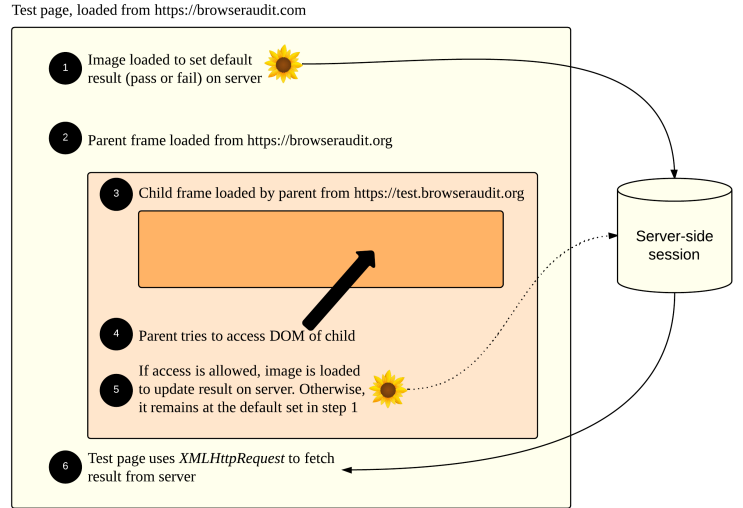 Test page, loaded from https://browseraudit.com
1
Image loaded to set default
result (pass or fail) on server
2
Parent frame loaded from https://browseraudit.org
3
Child frame loaded by parent from https://test.browseraudit.org
Server-side
session
4
Parent tries to access DOM of child
5
If access is allowed, image is loaded
to update result on server. Otherwise,
it remains at the default set in step 1
6
Test page uses XMLHttpRequest to fetch
result from server